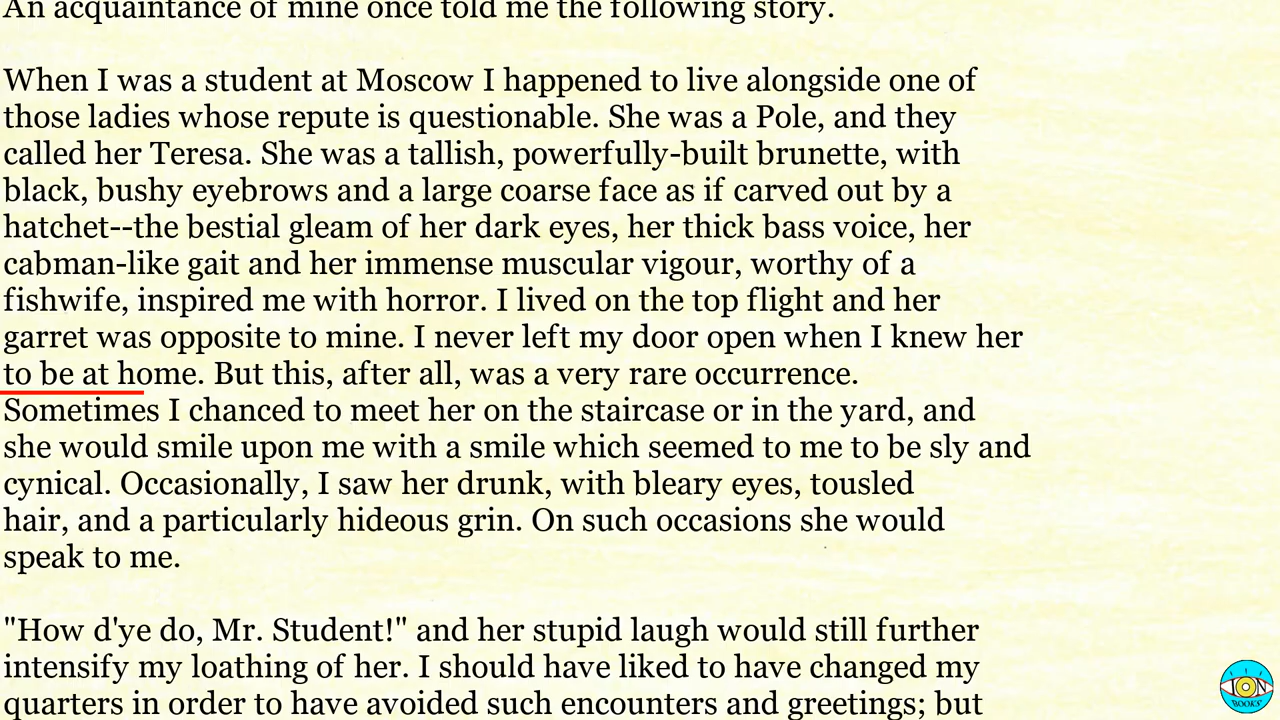 An acquaintance of mine once told me the following story.
When I was a student at Moscow I happened to live alongside one of
those ladies whose repute is questionable. She was a Pole, and they
called her Teresa. She was a tallish, powerfully-built brunette, with
black, bushy eyebrows and a large coarse face as if carved out by a
hatchet--the bestial gleam of her dark eyes, her thick bass voice, her
cabman-like gait and her immense muscular vigour, worthy of a
fishwife, inspired me with horror. I lived on the top flight and her
garret was opposite to mine. I never left my door open when I knew her
to be at home. But this, after all, was a very rare occurrence.
Sometimes I chanced to meet her on the staircase or in the yard, and
she would smile upon me with a smile which seemed to me to be sly and
cynical. Occasionally, I saw her drunk, with bleary eyes, tousled
hair, and a particularly hideous grin. On such occasions she would
speak to me.
"How d'ye do, Mr. Student!" and her stupid laugh would still further
intensify my loathing of her. I should have liked to have changed my
quarters in order to have avoided such encounters and greetings; but
ION
BOOKS